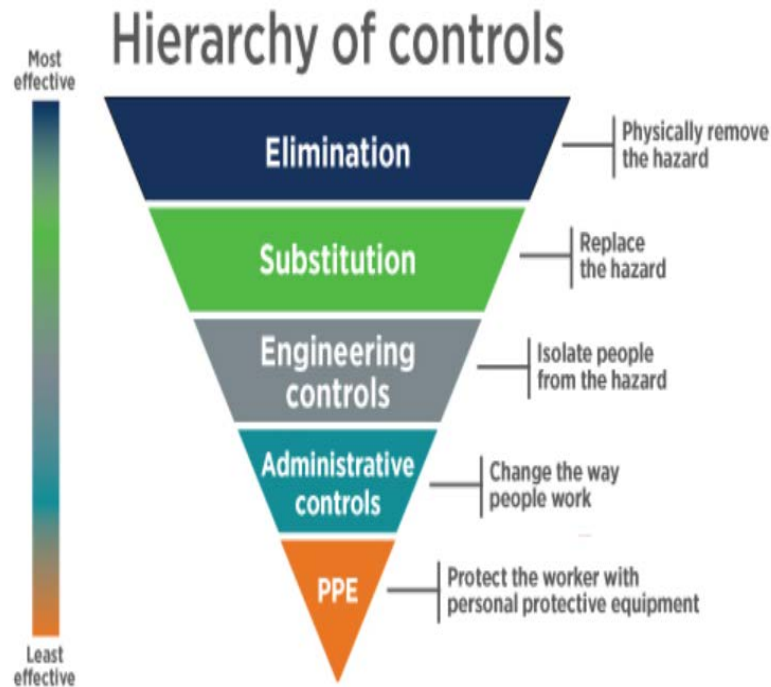 Hierarchy of controls
Most
effective
Elimination
Physically remove
the hazard
Substitution
Replace
the hazard
Engineering
controls
Isolate people
from the hazard
Administrative
controls
Change the way
people work
PPE
Protect the worker with
personal protective equipment
Least
effective